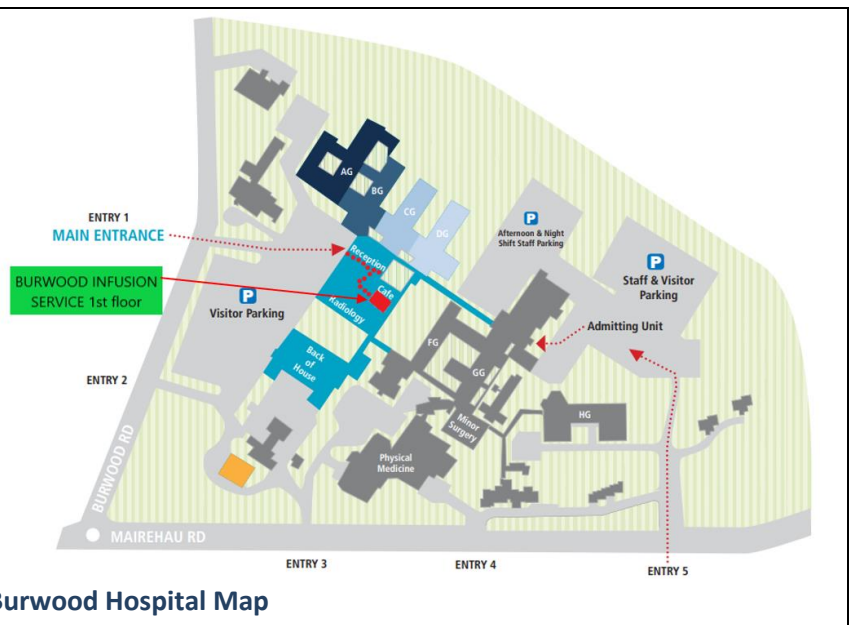 AG
BG
CG
DG
ENTRY 1
MAIN ENTRANCE
P
Afternoon & Night
Shift Staff Parking
P
Staff & Visitor
Parking
Reception
Cafe
Radiology
BURWOOD INFUSION
SERVICE 1st floor
P
Visitor Parking
Admitting Unit
FG
GG
Back
of
House
ENTRY 2
HG
Minor
Surgery
Physical
Medicine
BURWOOD RD
MAIREHAU RD
ENTRY 3
ENTRY 4
ENTRY 5
Burwood Hospital Map